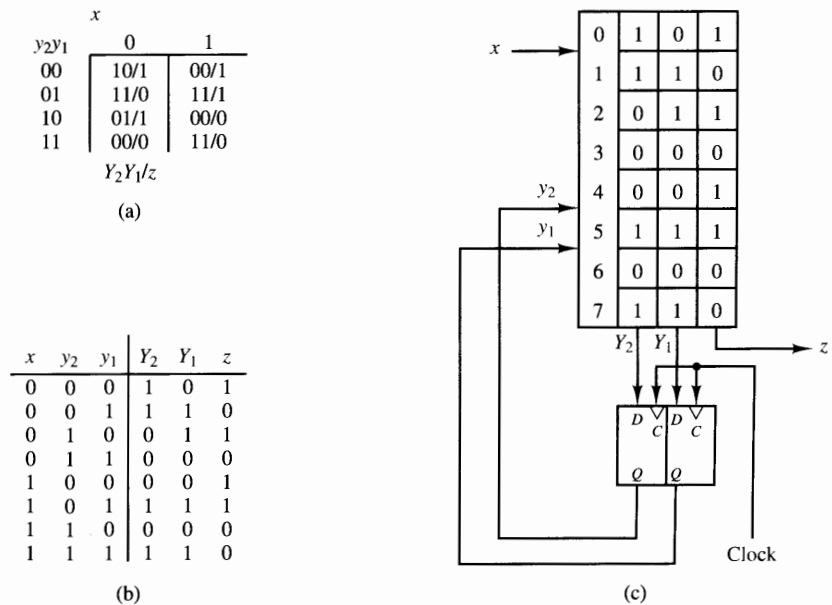 x
y₂y₁ 0 1
00 10/1 00/1
01 11/0 11/1
10 01/1 00/0
11 00/0 11/0
Y₂Y₁/z
(a)
x y₂ y₁ Y₂ Y₁ z
0 0 0 1 0 1
0 0 1 1 1 0
0 1 0 0 1 1
0 1 1 0 0 0
1 0 0 0 0 1
1 0 1 1 1 1
1 1 0 0 0 0
1 1 1 1 1 0
(b)
x
0 1 0 1
1 1 1 0
2 0 1 1
3 0 0 0
y₂
4 0 0 1
y₁
5 1 1 1
6 0 0 0
7 1 1 0
Y₂ Y₁
z
D C D C
Q Q
Clock
(c)